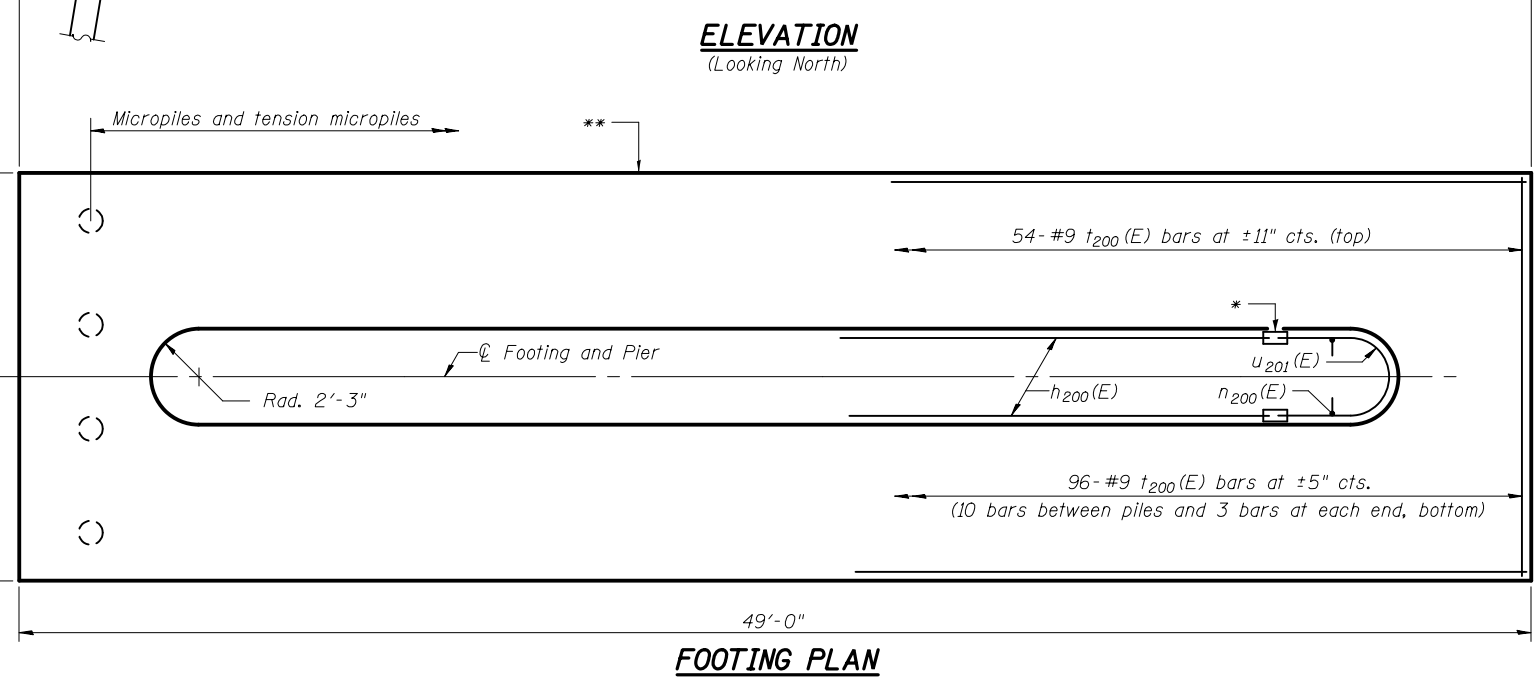 ELEVATION
(Looking North)
Micropiles and tension micropiles
**
54-#9 t200(E) bars at ±11" cts. (top)
*
℄ Footing and Pier
u201(E)
Rad. 2'-3"
h200(E)
n200(E)
96-#9 t200(E) bars at ±5" cts.
(10 bars between piles and 3 bars at each end, bottom)
49'-0"
FOOTING PLAN